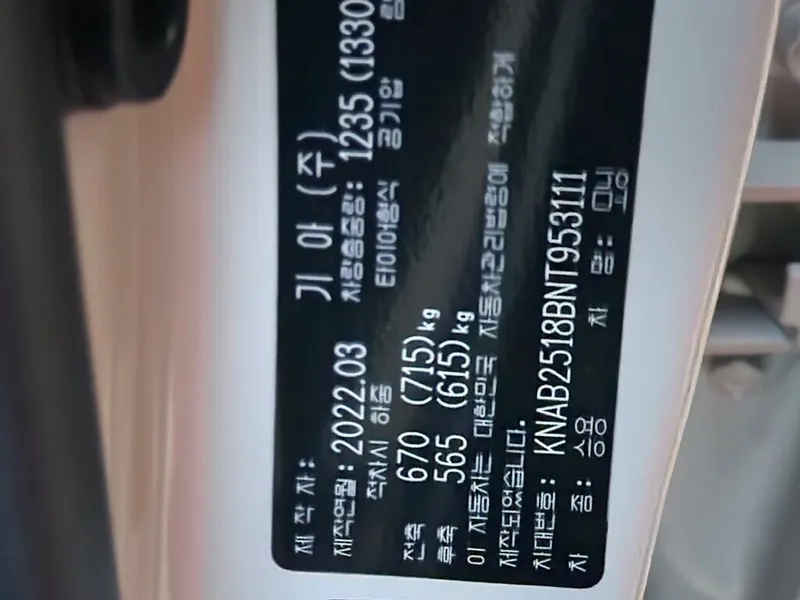 제 작 자: 기 아 (주)
제작연월: 2022.03 차량총중량: 1235 (1330
적차시 하중 타이어형식 공기압
전축 670 (715)kg
후축 565 (615)kg
이 자동차는 대한민국 자동차관리법령에 적합하게
제작되었습니다.
차대번호: KNAB2518BNT953111
차 종: 승용 차 명: 모닝